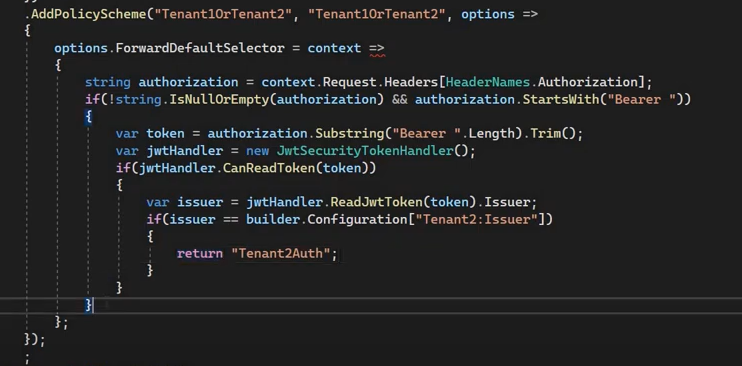 .AddPolicyScheme("Tenant1OrTenant2", "Tenant1OrTenant2", options =>
{
options.ForwardDefaultSelector = context =>
{
string authorization = context.Request.Headers[HeaderNames.Authorization];
if(!string.IsNullOrEmpty(authorization) && authorization.StartsWith("Bearer "))
{
var token = authorization.Substring("Bearer ".Length).Trim();
var jwtHandler = new JwtSecurityTokenHandler();
if(jwtHandler.CanReadToken(token))
{
var issuer = jwtHandler.ReadJwtToken(token).Issuer;
if(issuer == builder.Configuration["Tenant2:Issuer"])
{
return "Tenant2Auth";
}
}
}
};
});
;